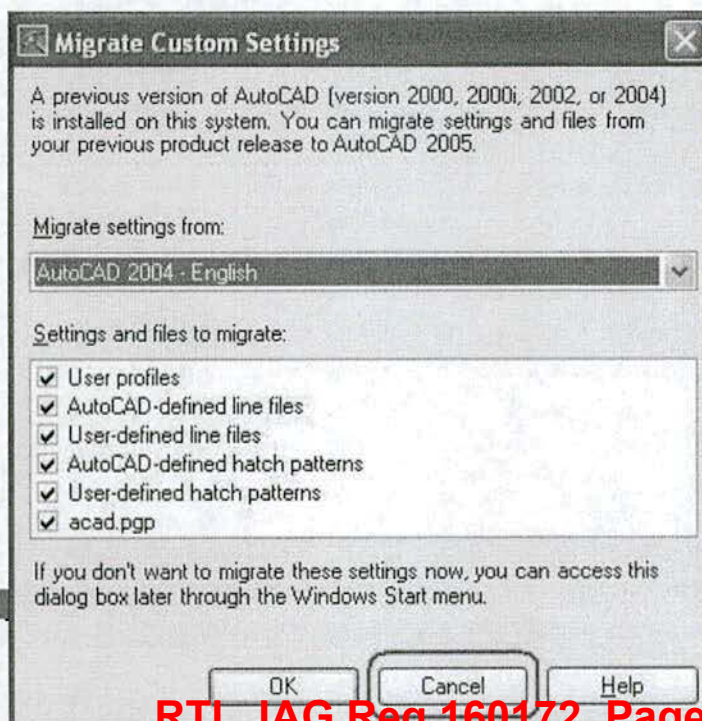 Migrate Custom Settings
A previous version of AutoCAD (version 2000, 2000i, 2002, or 2004)
is installed on this system. You can migrate settings and files from
your previous product release to AutoCAD 2005.
Migrate settings from:
AutoCAD 2004 - English
Settings and files to migrate:
User profiles
AutoCAD-defined line files
User-defined line files
AutoCAD-defined hatch patterns
User-defined hatch patterns
acad.pgp
If you don't want to migrate these settings now, you can access this
dialog box later through the Windows Start menu.
OK Cancel Help
RTI JAG Req 160172, Page